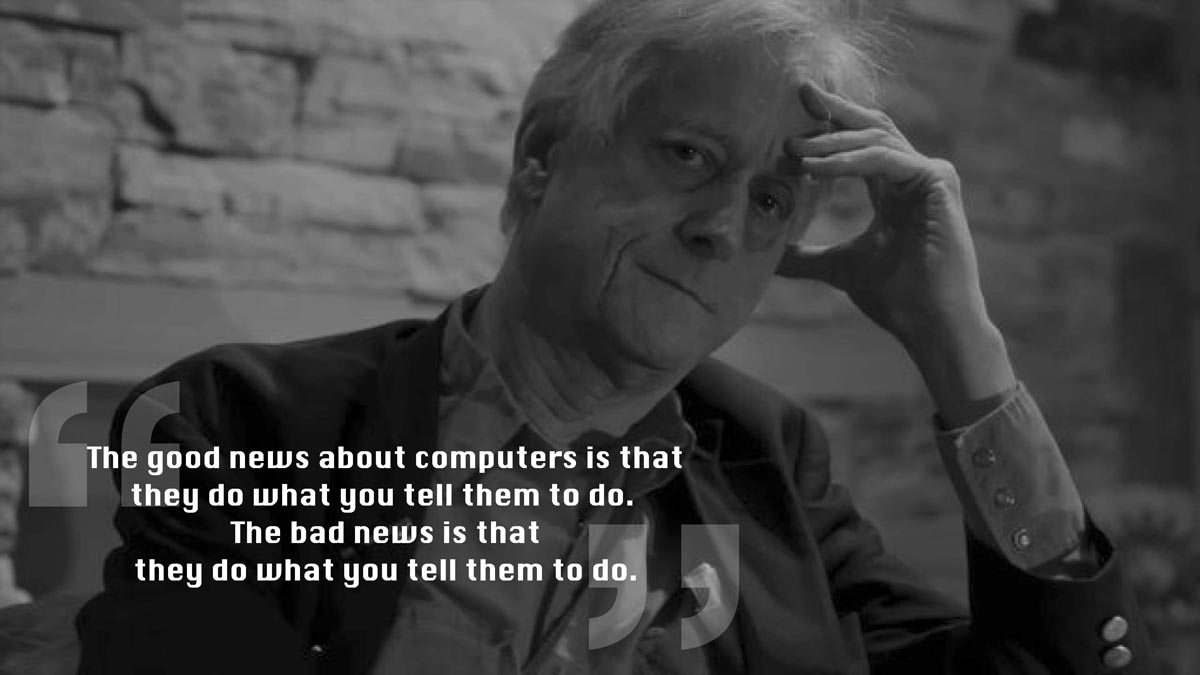 The good news about computers is that
they do what you tell them to do.
The bad news is that
they do what you tell them to do.